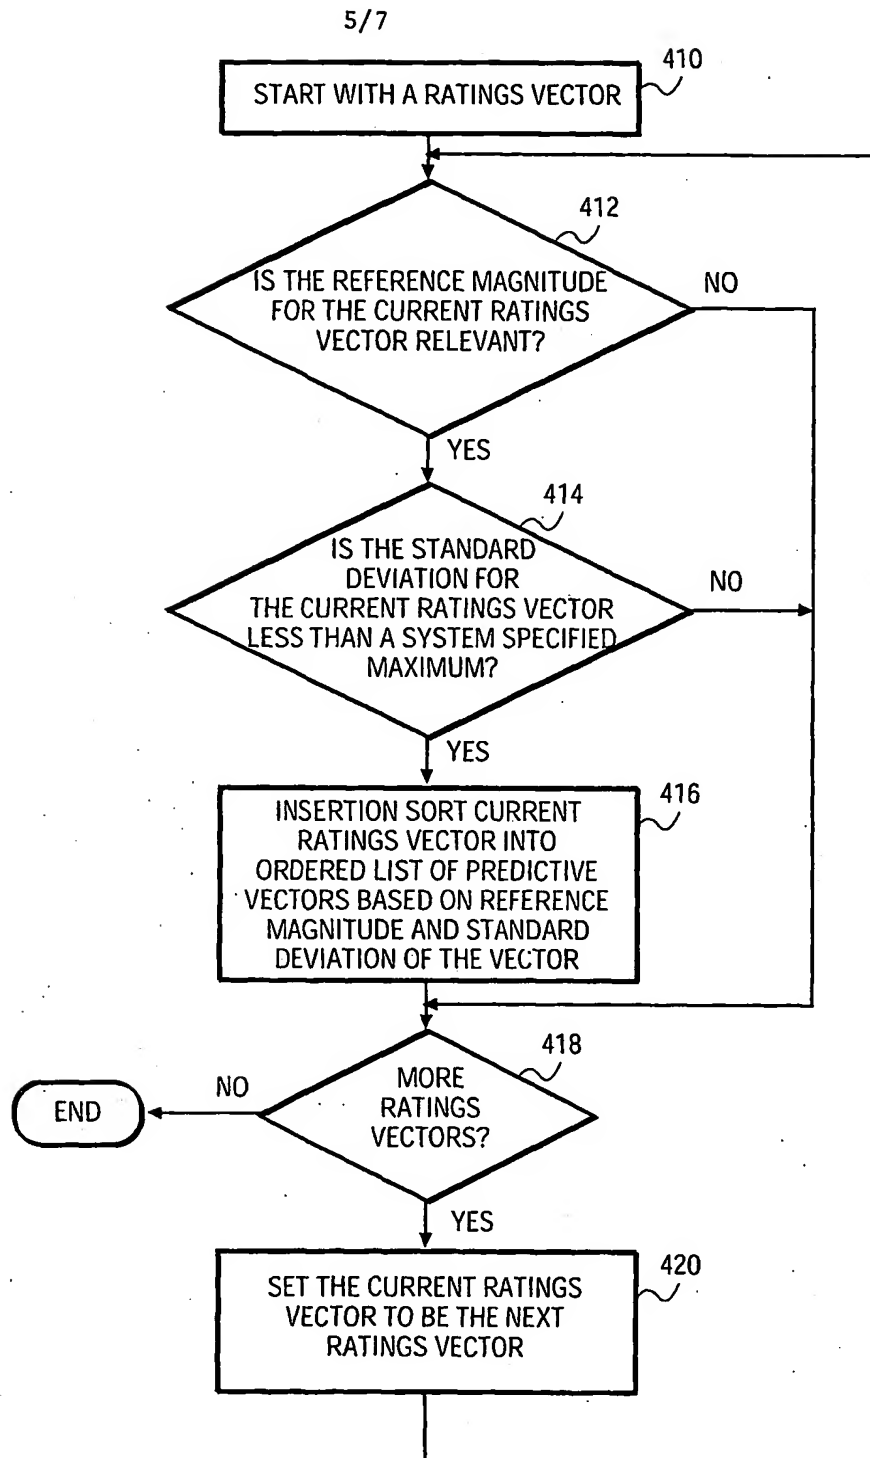 5/7
410
START WITH A RATINGS VECTOR
412
IS THE REFERENCE MAGNITUDE
FOR THE CURRENT RATINGS
VECTOR RELEVANT?
NO
YES
414
IS THE STANDARD
DEVIATION FOR
THE CURRENT RATINGS VECTOR
LESS THAN A SYSTEM SPECIFIED
MAXIMUM?
NO
YES
416
INSERTION SORT CURRENT
RATINGS VECTOR INTO
ORDERED LIST OF PREDICTIVE
VECTORS BASED ON REFERENCE
MAGNITUDE AND STANDARD
DEVIATION OF THE VECTOR
418
MORE
RATINGS
VECTORS?
NO
END
YES
420
SET THE CURRENT RATINGS
VECTOR TO BE THE NEXT
RATINGS VECTOR